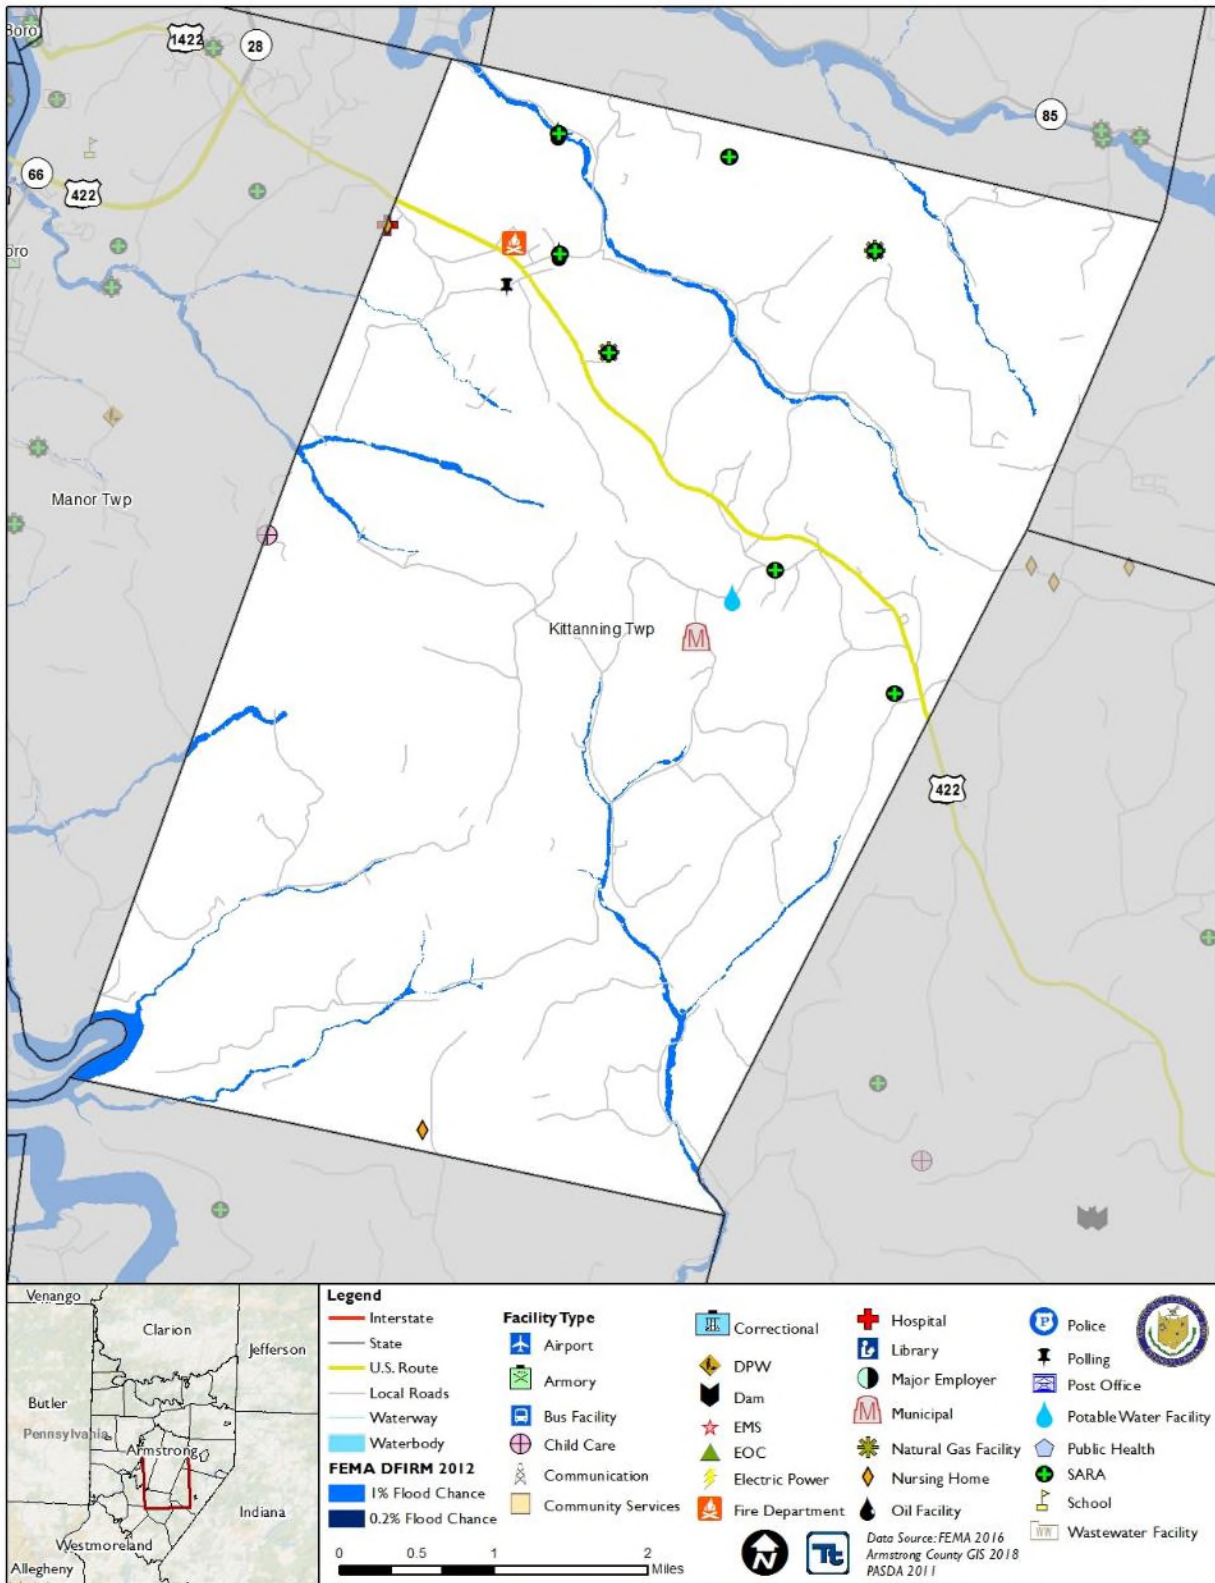 Boro
1422
28
85
66
422
oro
Manor Twp
Kittanning Twp
M
422
Venango
Clarion
Jefferson
Butler
Pennsylvania
Armstrong
Indiana
Westmoreland
Allegheny
Legend
Interstate
State
U.S. Route
Local Roads
Waterway
Waterbody
FEMA DFIRM 2012
1% Flood Chance
0.2% Flood Chance
0 0.5 1 2 Miles
Facility Type
Airport
Armory
Bus Facility
Child Care
Communication
Community Services
Correctional
DPW
Dam
EMS
EOC
Electric Power
Fire Department
Hospital
Library
Major Employer
M Municipal
Natural Gas Facility
Nursing Home
Oil Facility
P Police
Polling
Post Office
Potable Water Facility
Public Health
SARA
School
WW Wastewater Facility
N
Tt
Data Source: FEMA 2016
Armstrong County GIS 2018
PASDA 2011